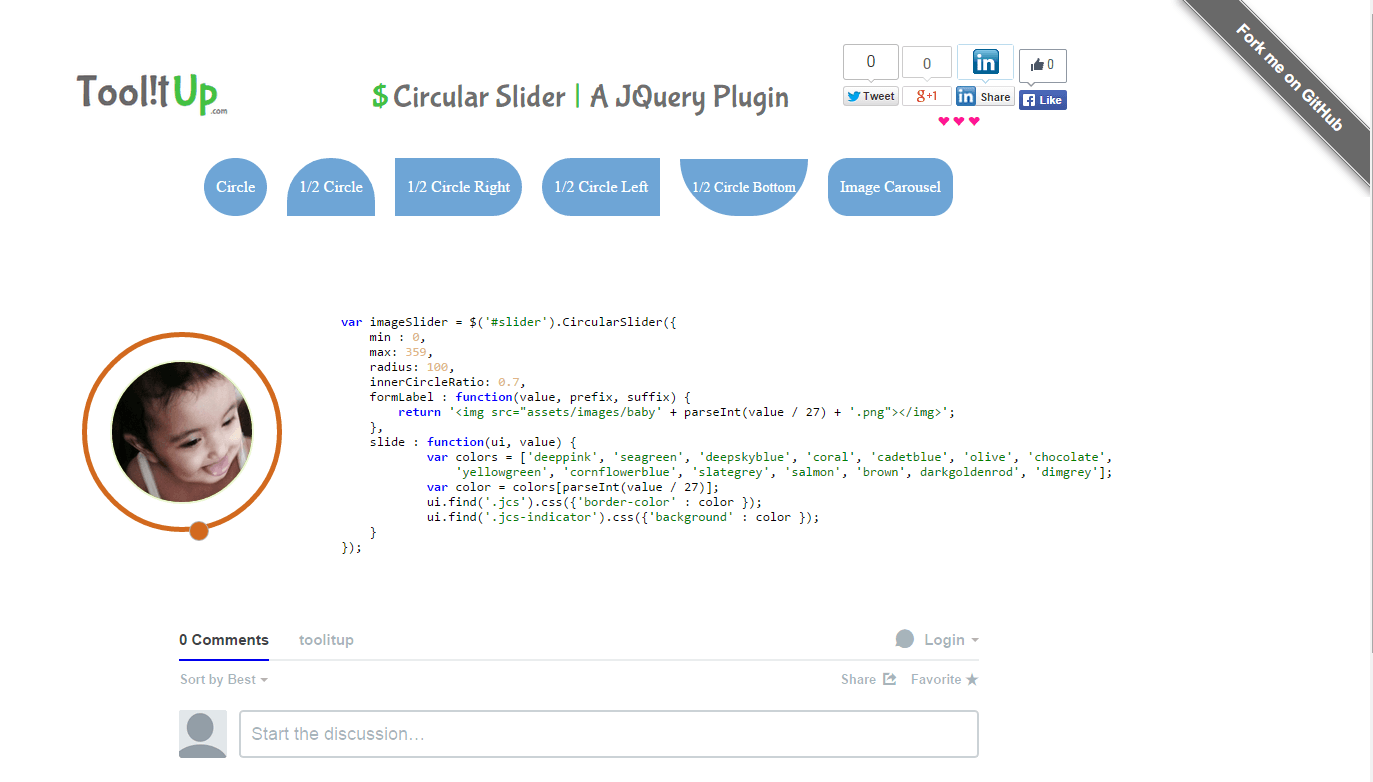 Tool!tUp.com
$ Circular Slider | A JQuery Plugin
0
0
in
0
Tweet
g+1
in Share
f Like
Fork me on GitHub
Circle
1/2 Circle
1/2 Circle Right
1/2 Circle Left
1/2 Circle Bottom
Image Carousel
var imageSlider = $('#slider').CircularSlider({
min : 0,
max: 359,
radius: 100,
innerCircleRatio: 0.7,
formLabel : function(value, prefix, suffix) {
return '<img src="assets/images/baby' + parseInt(value / 27) + '.png"></img>';
},
slide : function(ui, value) {
var colors = ['deeppink', 'seagreen', 'deepskyblue', 'coral', 'cadetblue', 'olive', 'chocolate',
'yellowgreen', 'cornflowerblue', 'slategrey', 'salmon', 'brown', darkgoldenrod', 'dimgrey'];
var color = colors[parseInt(value / 27)];
ui.find('.jcs').css({'border-color' : color });
ui.find('.jcs-indicator').css({'background' : color });
}
});
0 Comments
toolitup
Login
Sort by Best
Share
Favorite
Start the discussion…